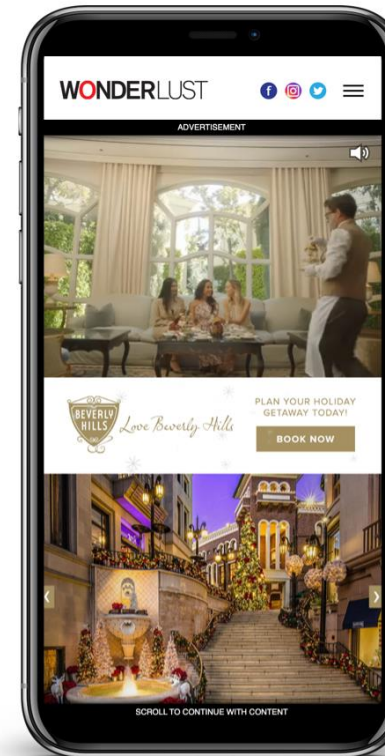 WONDERLUST
ADVERTISEMENT
BEVERLY
HILLS
Love Beverly Hills
PLAN YOUR HOLIDAY
GETAWAY TODAY!
BOOK NOW
SCROLL TO CONTINUE WITH CONTENT